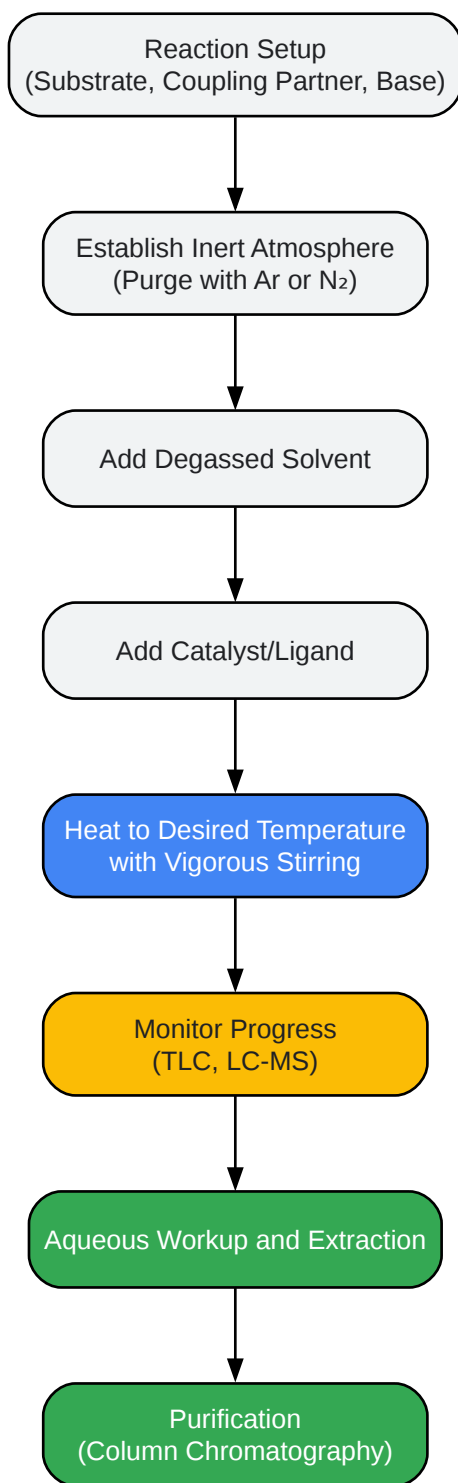 Reaction Setup
(Substrate, Coupling Partner, Base)
Establish Inert Atmosphere
(Purge with Ar or N₂)
Add Degassed Solvent
Add Catalyst/Ligand
Heat to Desired Temperature
with Vigorous Stirring
Monitor Progress
(TLC, LC-MS)
Aqueous Workup and Extraction
Purification
(Column Chromatography)